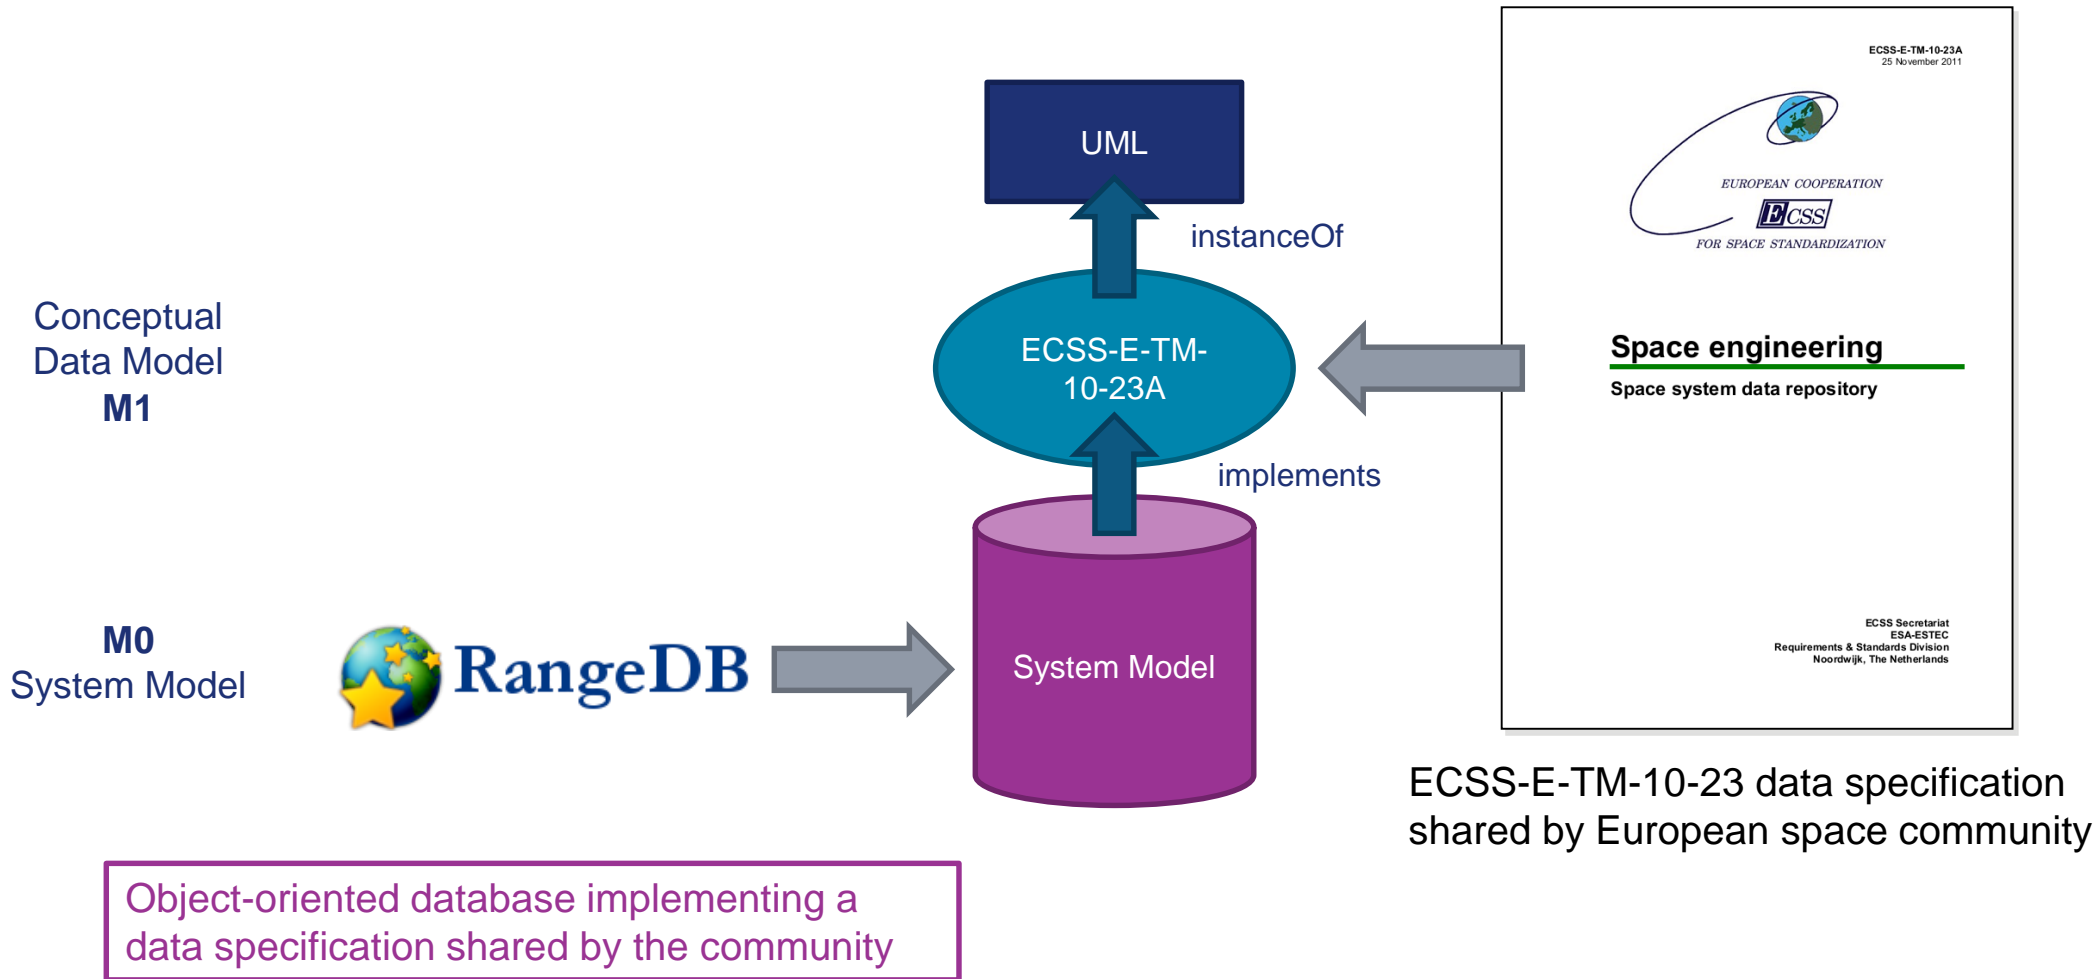 UML
instanceOf
Conceptual
Data Model
M1
ECSS-E-TM-
10-23A
implements
M0
System Model
RangeDB
System Model
ECSS-E-TM-10-23A
25 November 2011
EUROPEAN COOPERATION
ECSS
FOR SPACE STANDARDIZATION
Space engineering
Space system data repository
ECSS Secretariat
ESA-ESTEC
Requirements & Standards Division
Noordwijk, The Netherlands
ECSS-E-TM-10-23 data specification
shared by European space community
Object-oriented database implementing a
data specification shared by the community